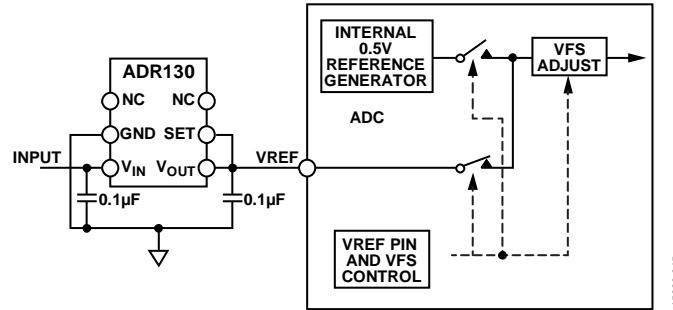 INTERNAL
0.5V
REFERENCE
GENERATOR
VFS
ADJUST
ADR130
NC NC
ADC
GND SET
INPUT
VIN VOUT
VREF
0.1µF 0.1µF
VREF PIN
AND VFS
CONTROL